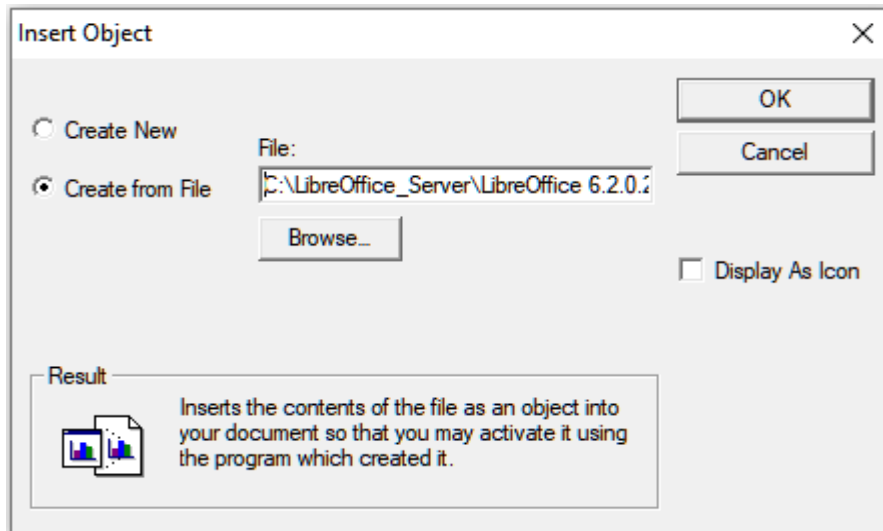 Insert Object
Create New
Create from File
File:
C:\LibreOffice_Server\LibreOffice 6.2.0.2
Browse...
OK
Cancel
Display As Icon
Result
Inserts the contents of the file as an object into
your document so that you may activate it using
the program which created it.